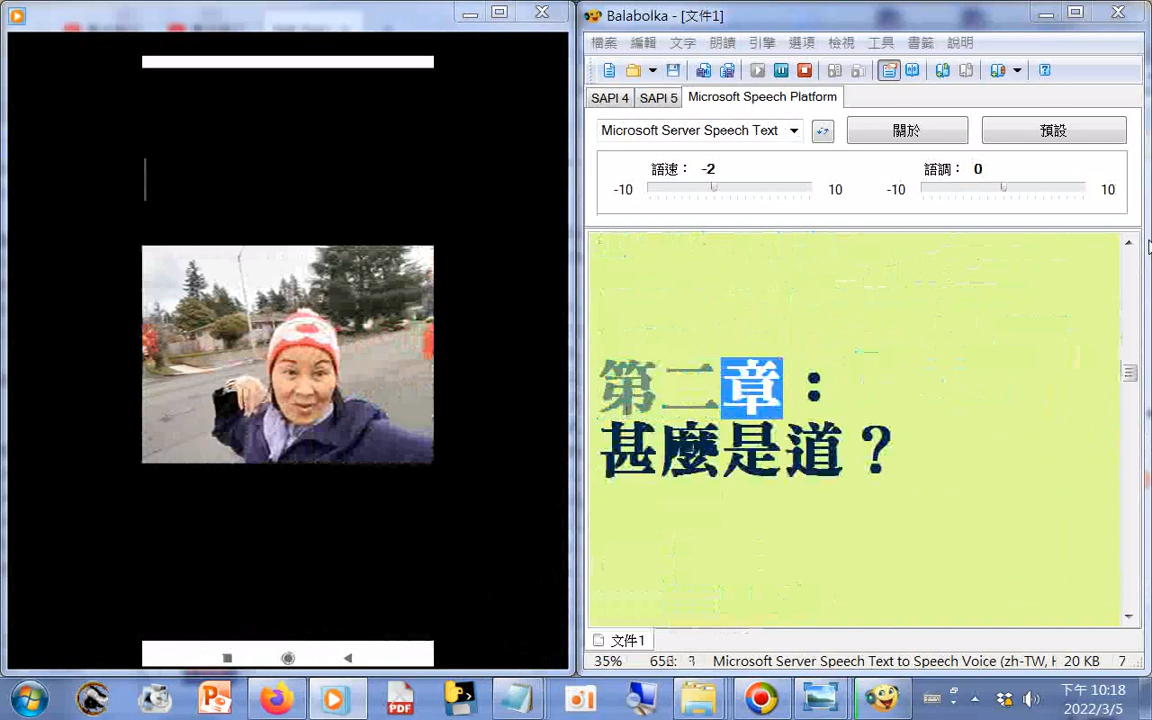 Balabolka - [文件1]
檔案 編輯 文字 朗讀 引擎 選項 檢視 工具 書籤 說明
SAPI 4 SAPI 5 Microsoft Speech Platform
Microsoft Server Speech Text 關於 預設
語速： -2 語調： 0
-10 10 -10 10
第二章：
甚麼是道？
文件1
35% Microsoft Server Speech Text to Speech Voice (zh-TW, 20 KB 7
PDF
下午 10:18
2022/3/5